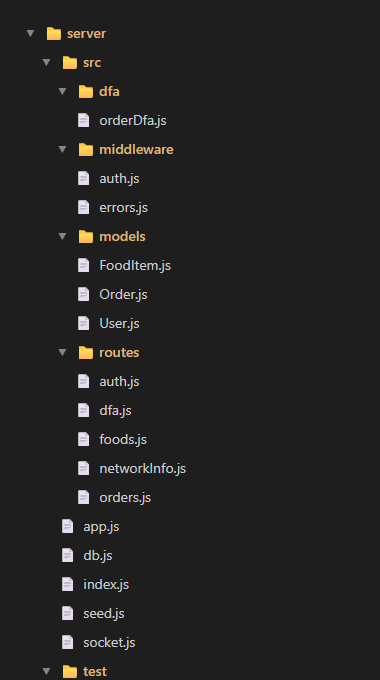 server
src
dfa
orderDfa.js
middleware
auth.js
errors.js
models
FoodItem.js
Order.js
User.js
routes
auth.js
dfa.js
foods.js
networkInfo.js
orders.js
app.js
db.js
index.js
seed.js
socket.js
test